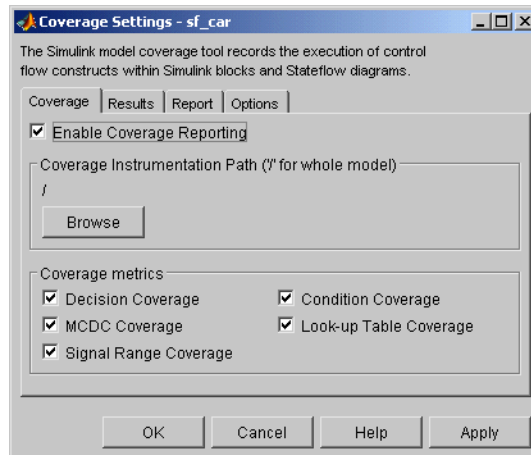 Coverage Settings - sf_car
The Simulink model coverage tool records the execution of control
flow constructs within Simulink blocks and Stateflow diagrams.
Coverage Results Report Options
Enable Coverage Reporting
Coverage Instrumentation Path ('/' for whole model)
/
Browse
Coverage metrics
Decision Coverage Condition Coverage
MCDC Coverage Look-up Table Coverage
Signal Range Coverage
OK Cancel Help Apply